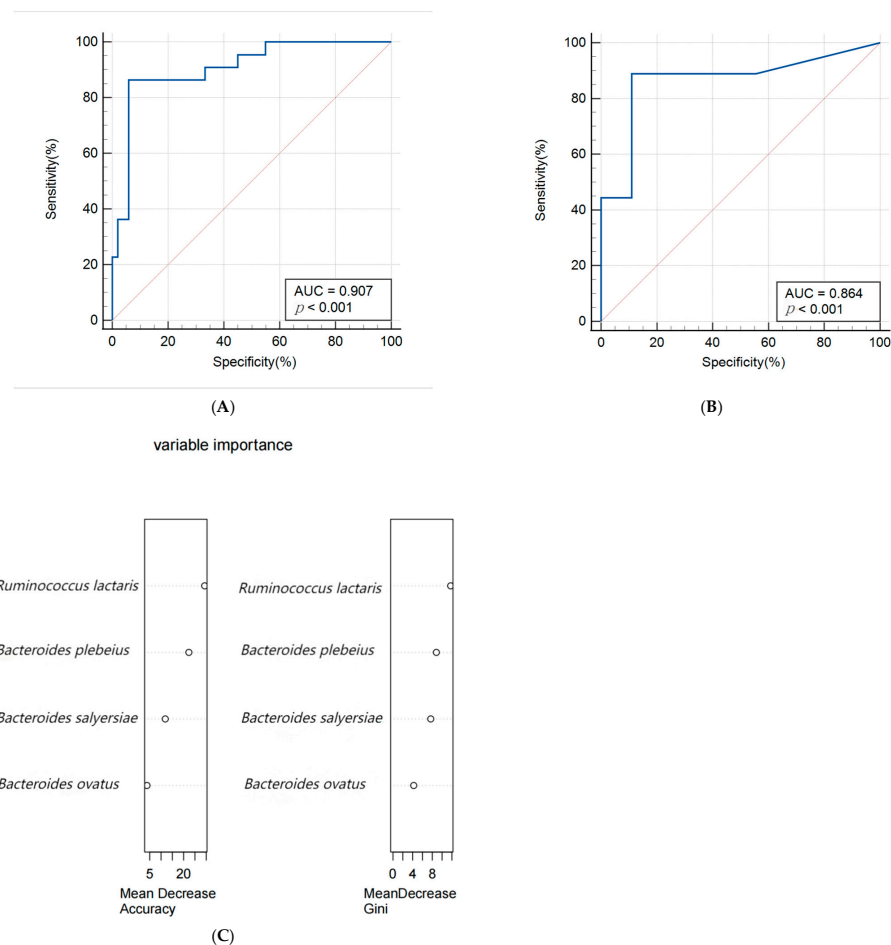 100
80
60
40
20
0
Sensitivity(%)
AUC = 0.907
p < 0.001
0 20 40 60 80 100
Specificity(%)
(A)
100
80
60
40
20
0
Sensitivity(%)
AUC = 0.864
p < 0.001
0 20 40 60 80 100
Specificity(%)
(B)
variable importance
Ruminococcus lactaris
Bacteroides plebeius
Bacteroides salyersiae
Bacteroides ovatus
5 20
Mean Decrease
Accuracy
Ruminococcus lactaris
Bacteroides plebeius
Bacteroides salyersiae
Bacteroides ovatus
0 4 8
MeanDecrease
Gini
(C)